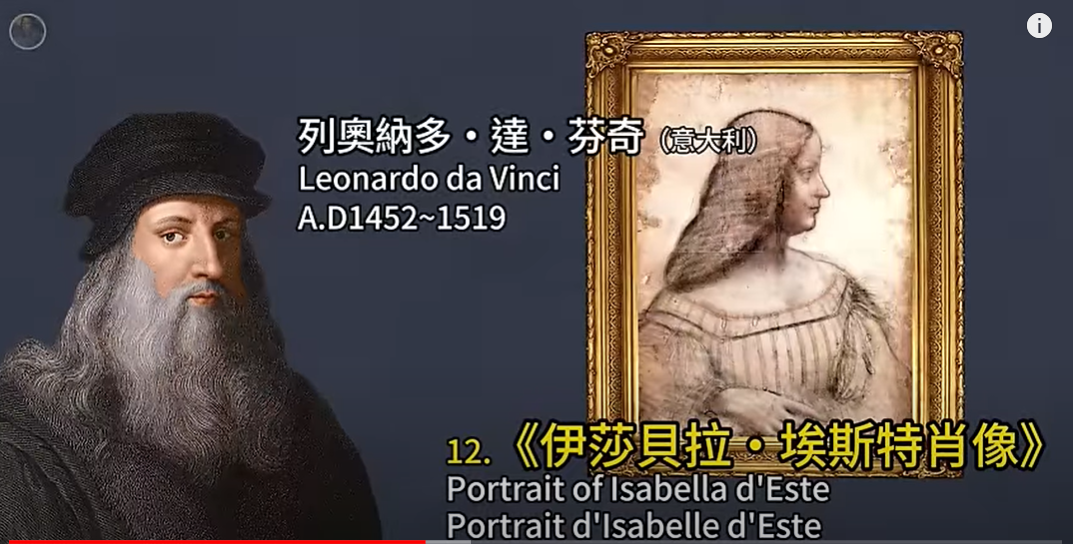 列奧納多·達·芬奇（意大利）
Leonardo da Vinci
A.D1452~1519
12.《伊莎貝拉·埃斯特肖像》
Portrait of Isabella d'Este
Portrait d'Isabelle d'Este